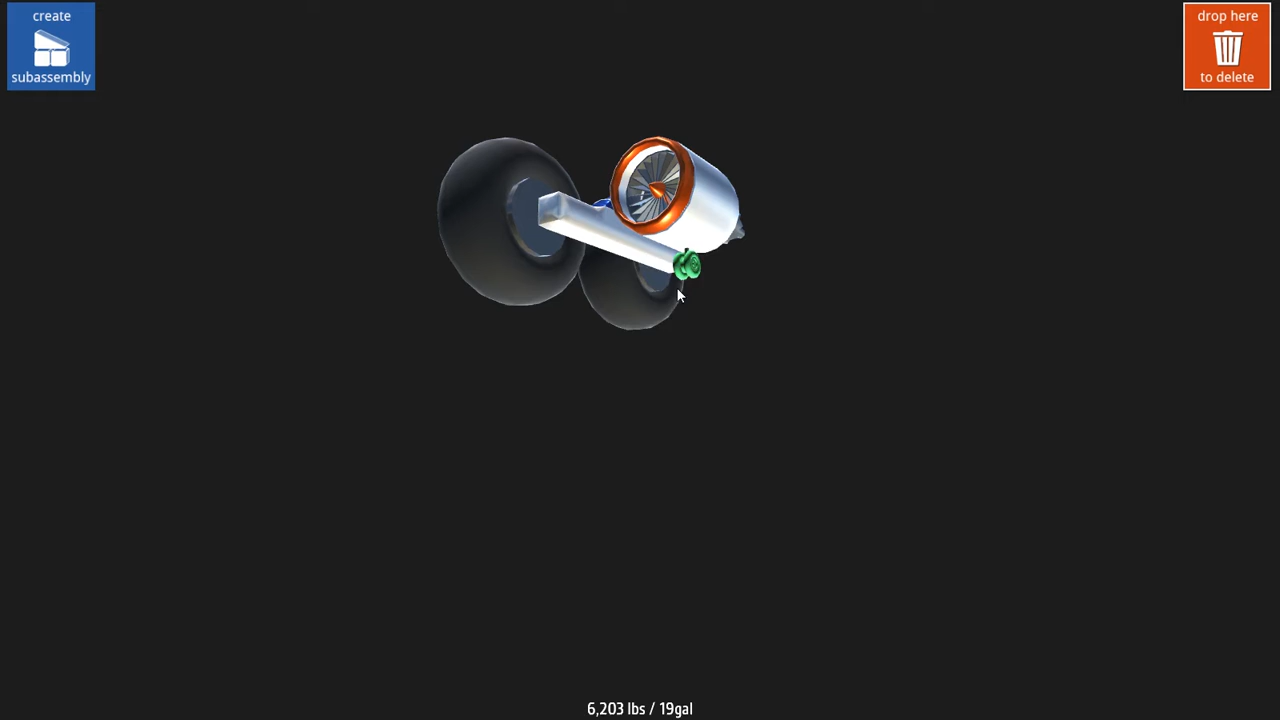 create
subassembly
drop here
to delete
6,203 lbs / 19gal